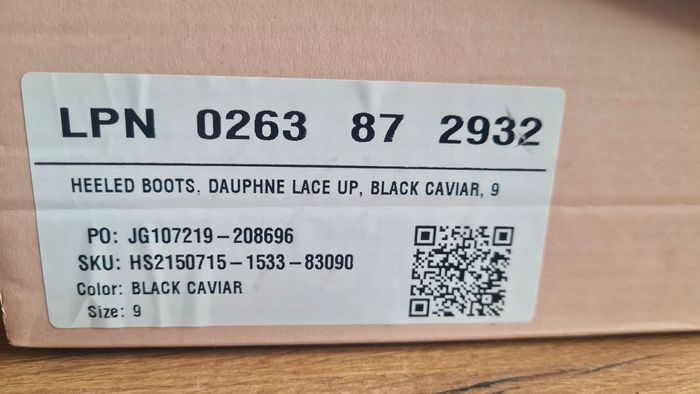 LPN 0263 87 2932
HEELED BOOTS, DAUPHNE LACE UP, BLACK CAVIAR, 9
PO: JG107219-208696
SKU: HS2150715-1533-83090
Color: BLACK CAVIAR
Size: 9